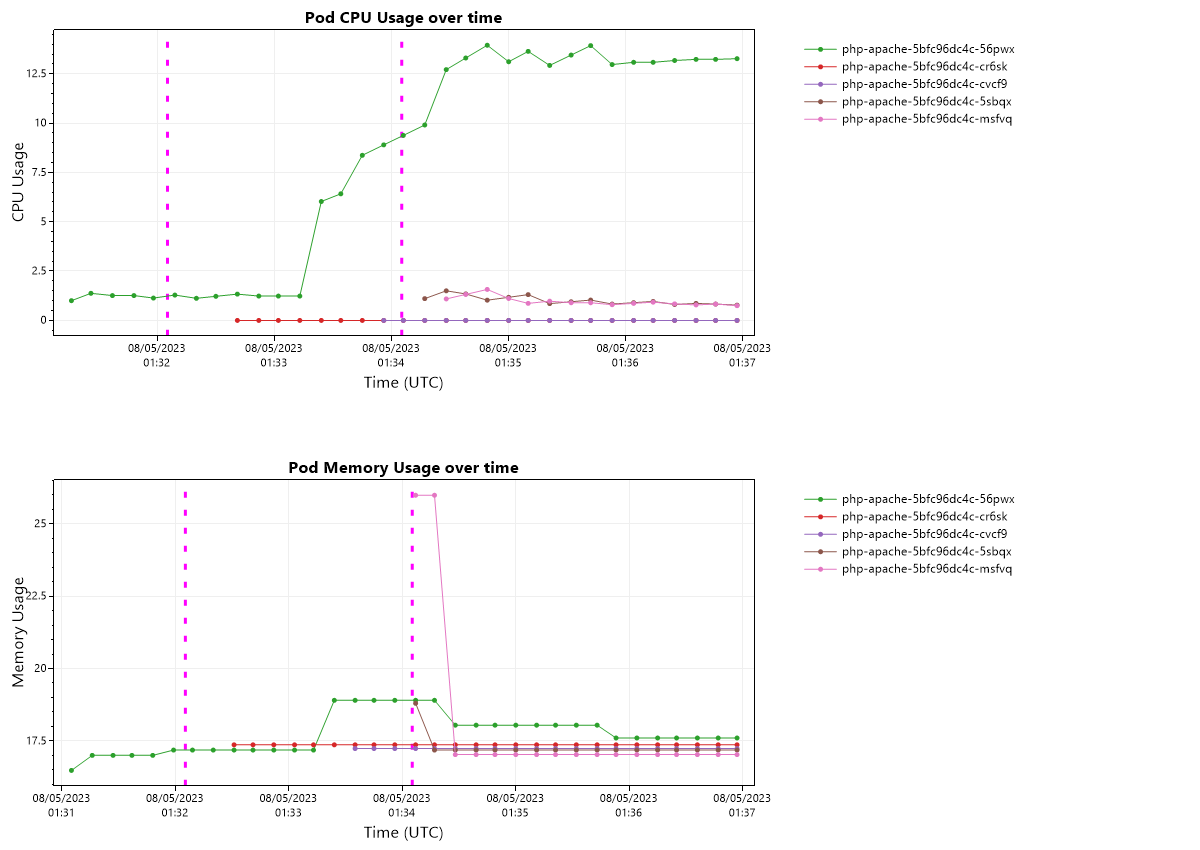 Pod CPU Usage over time
CPU Usage
12.5
10
7.5
5
2.5
0
08/05/2023 08/05/2023 08/05/2023 08/05/2023 08/05/2023 08/05/2023
01:32 01:33 01:34 01:35 01:36 01:37
Time (UTC)
php-apache-5bfc96dc4c-56pwx
php-apache-5bfc96dc4c-cr6sk
php-apache-5bfc96dc4c-cvcf9
php-apache-5bfc96dc4c-5sbqx
php-apache-5bfc96dc4c-msfvq
Pod Memory Usage over time
Memory Usage
25
22.5
20
17.5
08/05/2023 08/05/2023 08/05/2023 08/05/2023 08/05/2023 08/05/2023 08/05/2023
01:31 01:32 01:33 01:34 01:35 01:36 01:37
Time (UTC)
php-apache-5bfc96dc4c-56pwx
php-apache-5bfc96dc4c-cr6sk
php-apache-5bfc96dc4c-cvcf9
php-apache-5bfc96dc4c-5sbqx
php-apache-5bfc96dc4c-msfvq